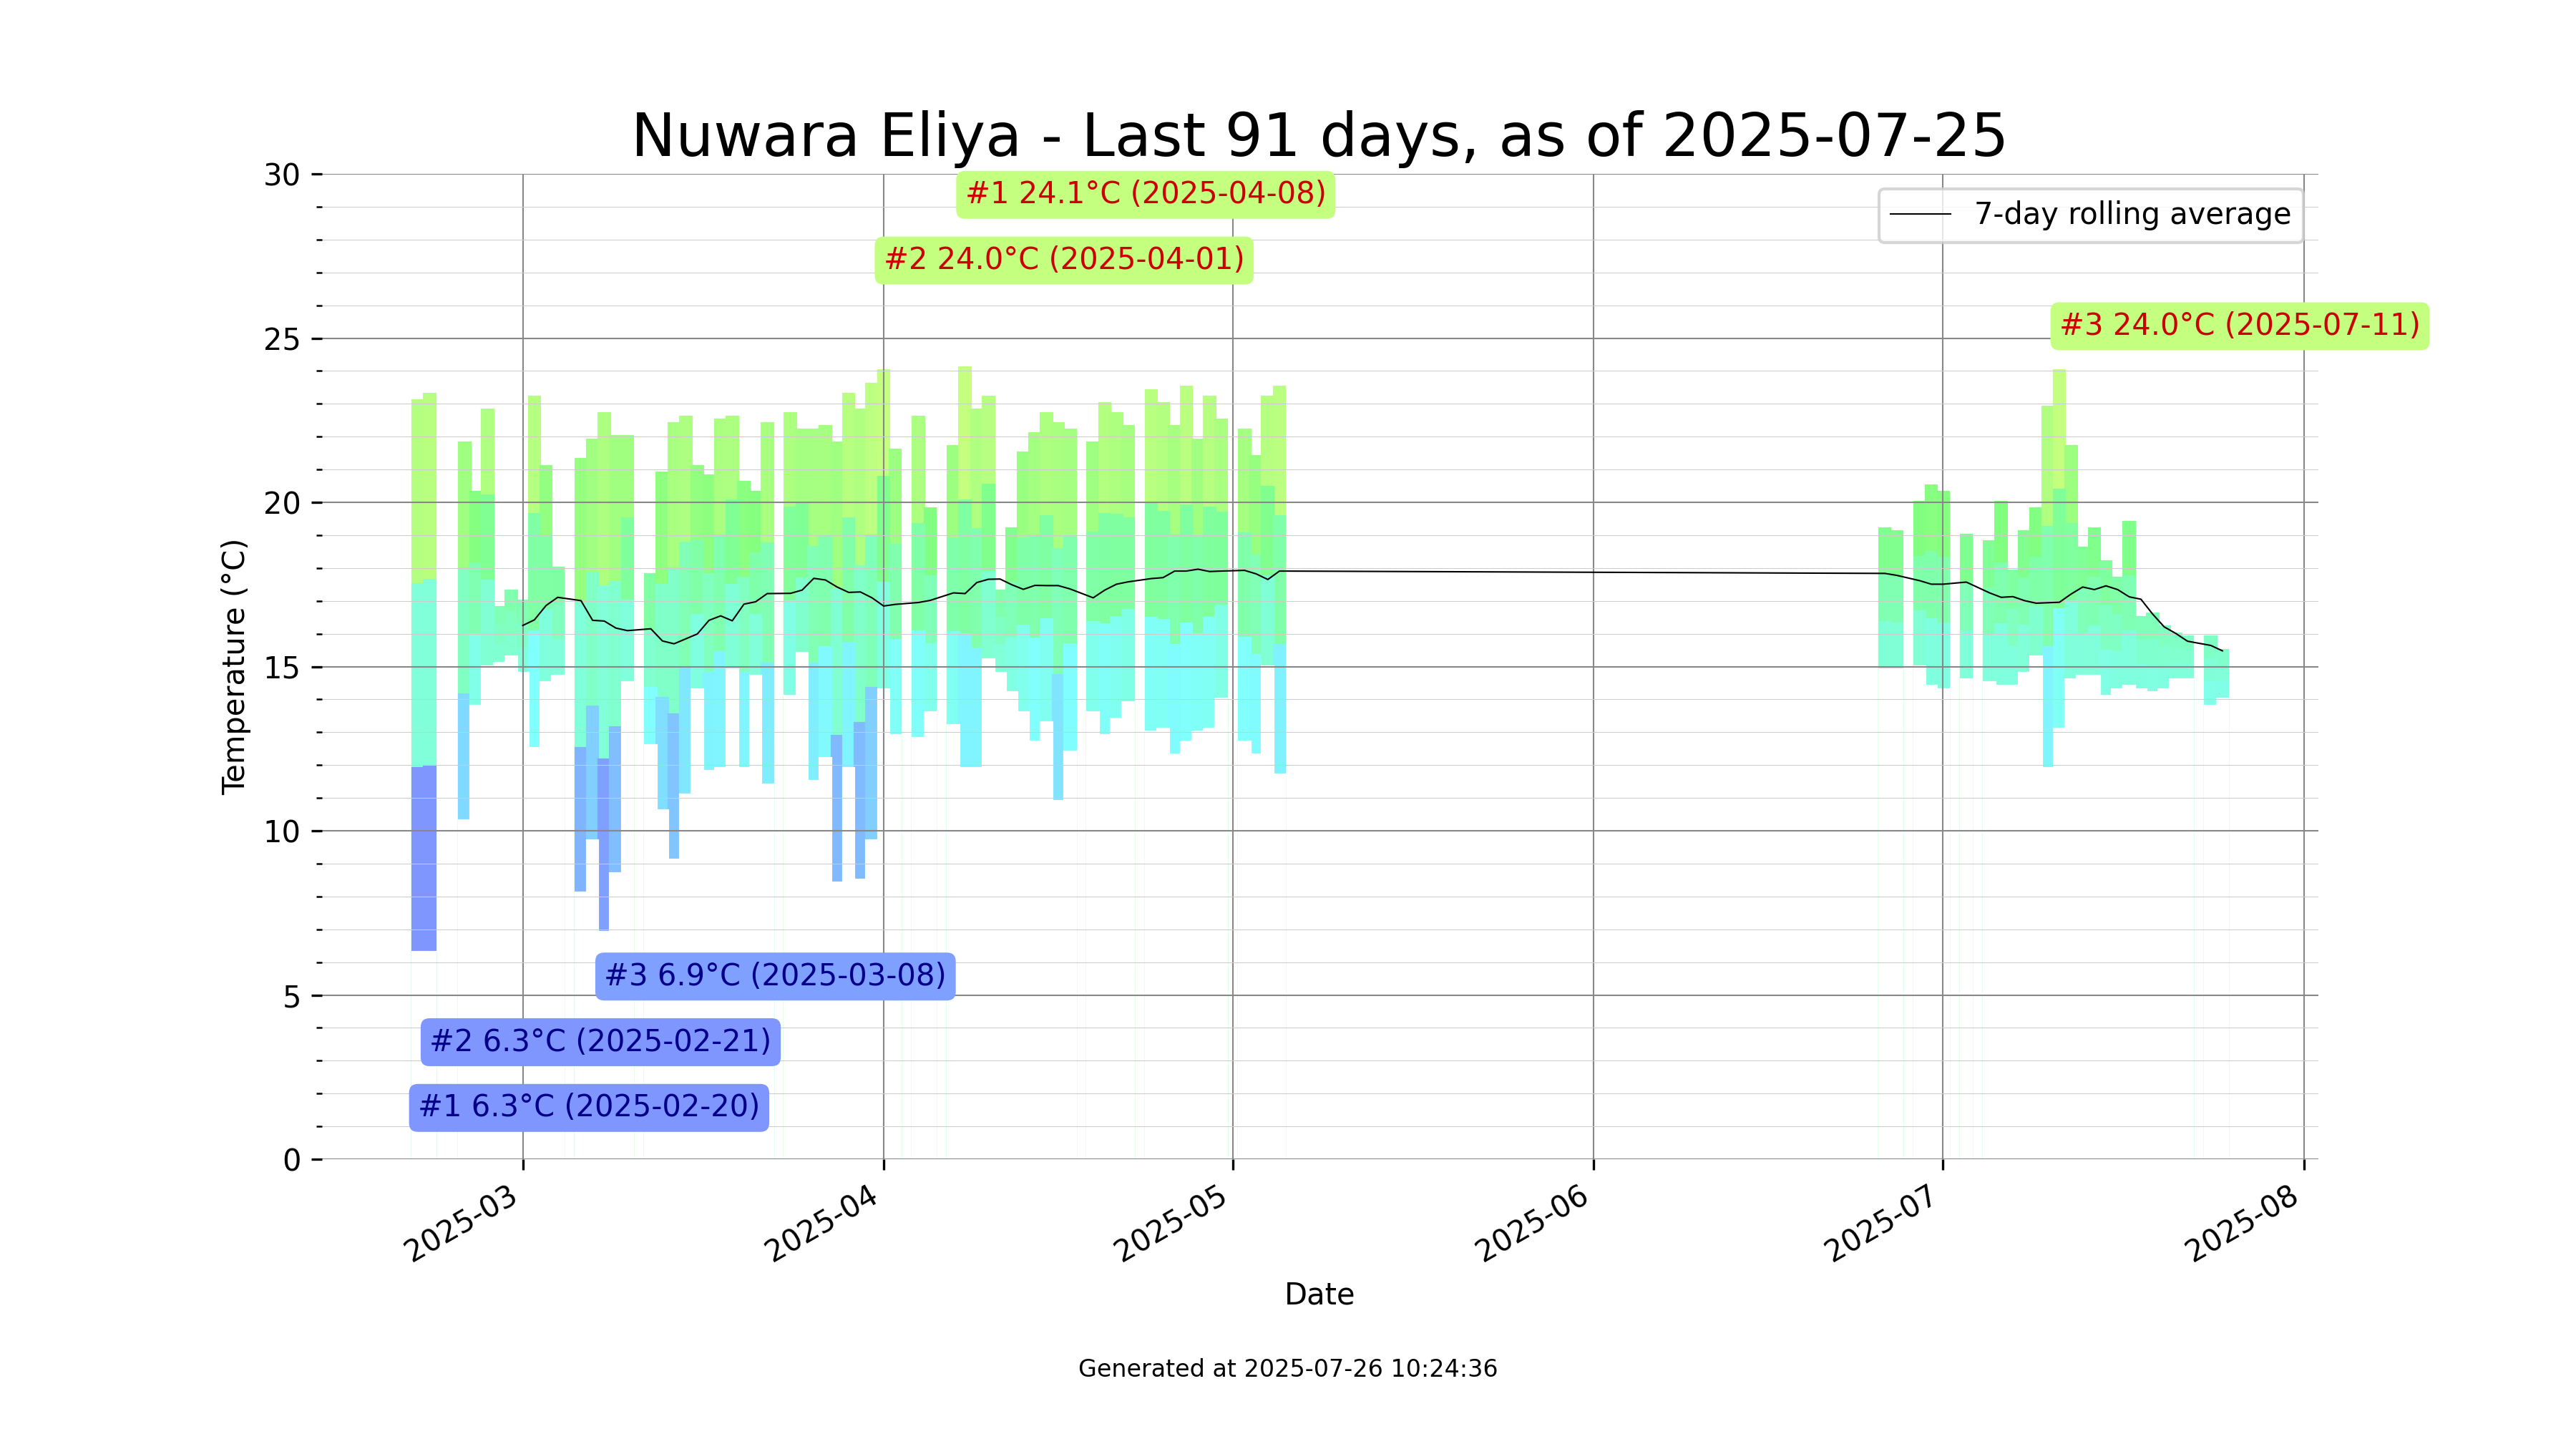 Nuwara Eliya - Last 91 days, as of 2025-07-25
30
25
20
15
10
5
0
Temperature (°C)
#1 24.1°C (2025-04-08)
#2 24.0°C (2025-04-01)
#3 24.0°C (2025-07-11)
7-day rolling average
#3 6.9°C (2025-03-08)
#2 6.3°C (2025-02-21)
#1 6.3°C (2025-02-20)
2025-03
2025-04
2025-05
2025-06
2025-07
2025-08
Date
Generated at 2025-07-26 10:24:36